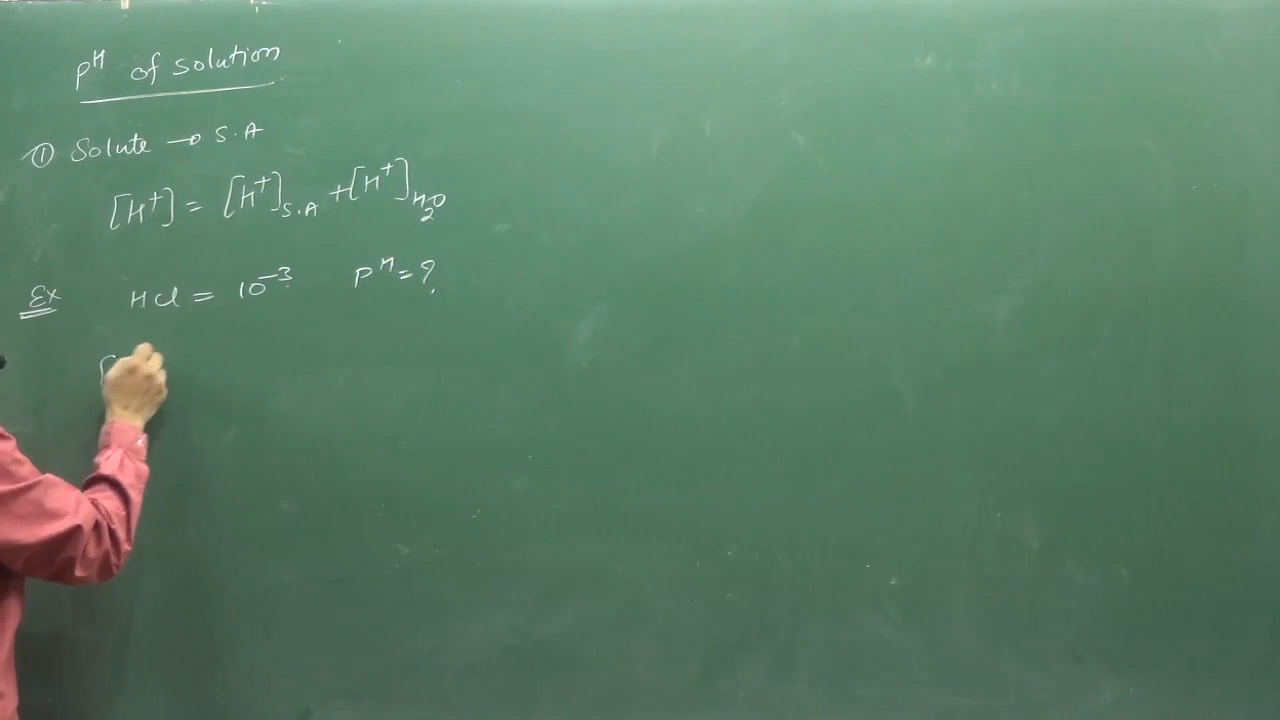 pᴴ of solution
① Solute → S.A
[H⁺] = [H⁺]S.A + [H⁺]H₂O
Ex HCl = 10⁻³ pᴴ = ?
[